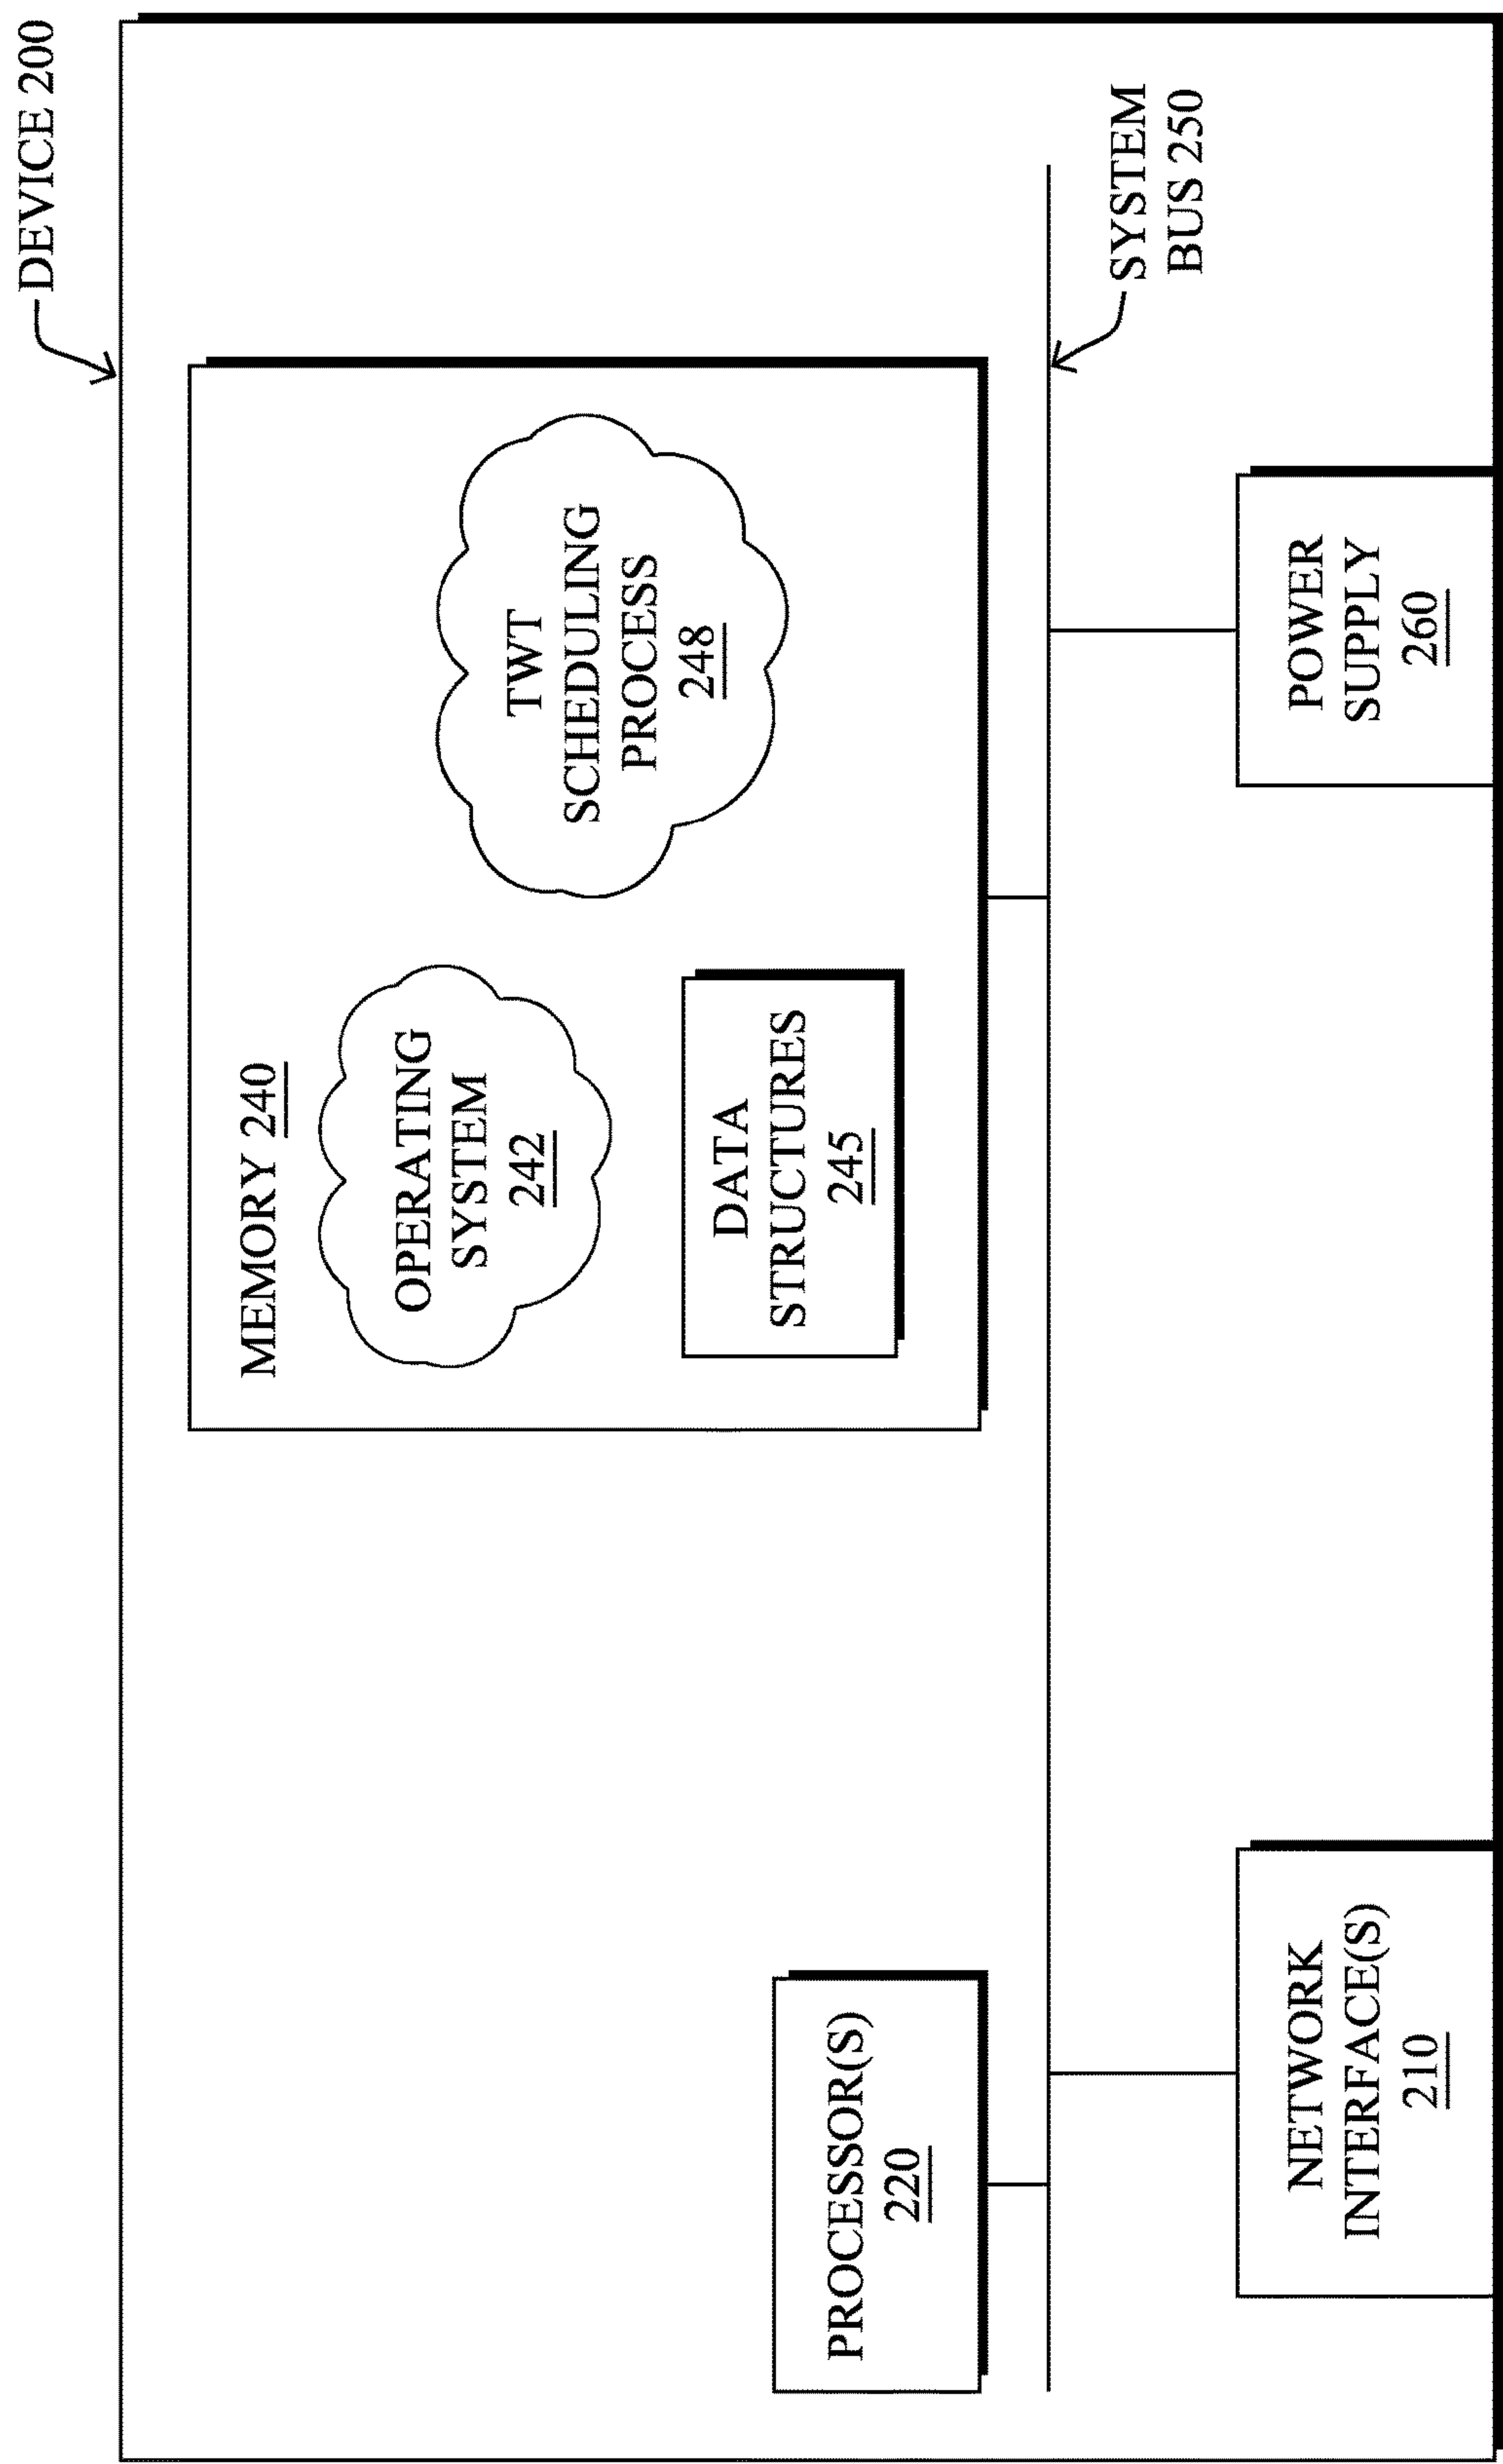 DEVICE 200
MEMORY 240
OPERATING
SYSTEM
242
DATA
STRUCTURES
245
TWT
SCHEDULING
PROCESS
248
PROCESSOR(S)
220
SYSTEM
BUS 250
NETWORK
INTERFACE(S)
210
POWER
SUPPLY
260